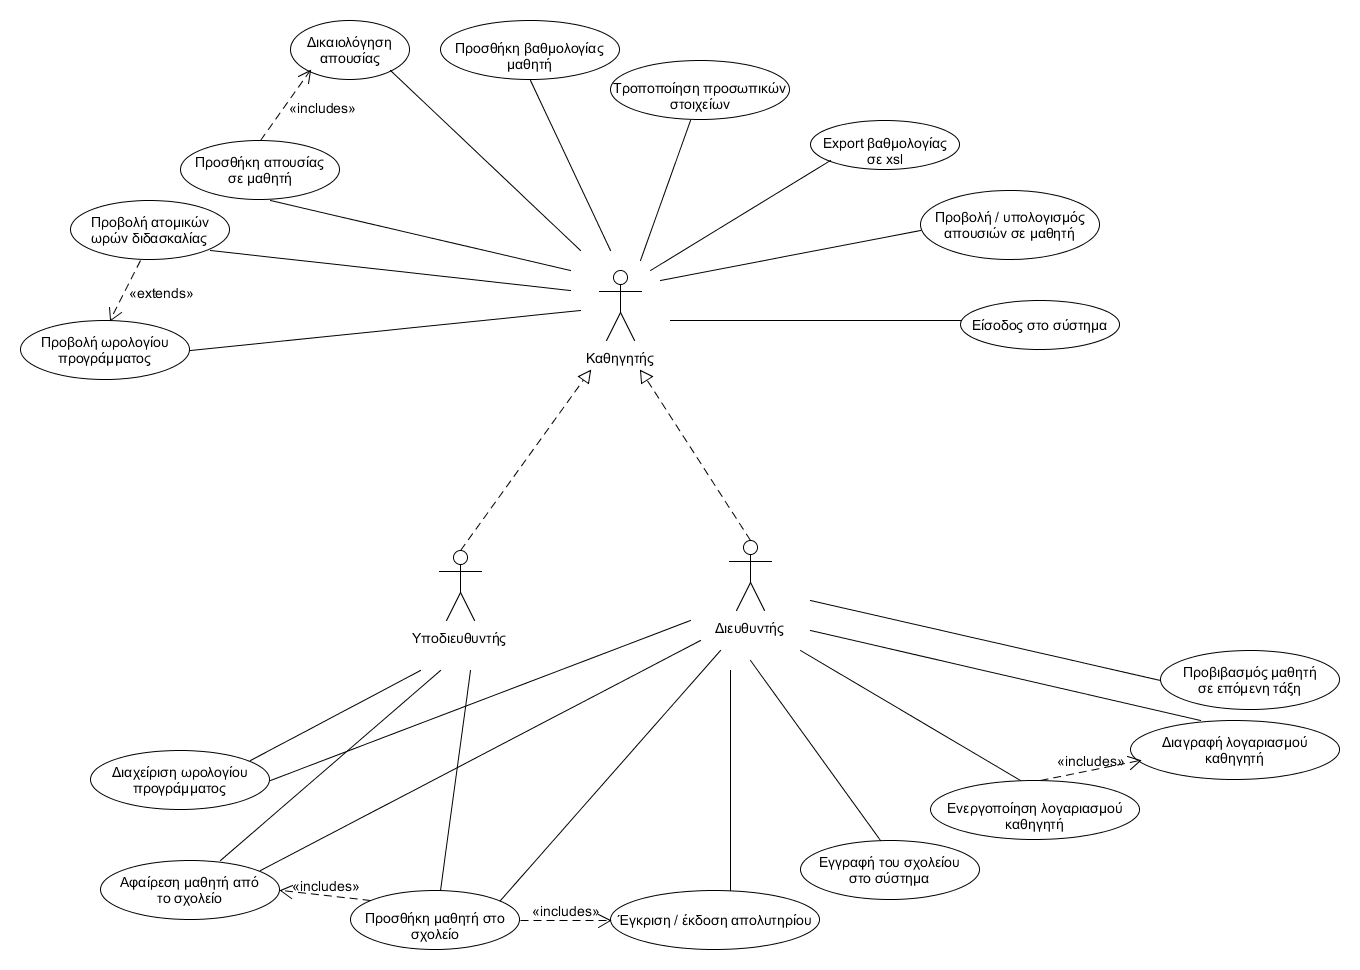 Δικαιολόγηση
απουσίας
Προσθήκη βαθμολογίας
μαθητή
Τροποποίηση προσωπικών
στοιχείων
«includes»
Export βαθμολογίας
σε xsl
Προσθήκη απουσίας
σε μαθητή
Προβολή ατομικών
ωρών διδασκαλίας
Προβολή / υπολογισμός
απουσιών σε μαθητή
«extends»
Είσοδος στο σύστημα
Προβολή ωρολογίου
προγράμματος
Καθηγητής
Υποδιευθυντής
Διευθυντής
Προβιβασμός μαθητή
σε επόμενη τάξη
Διαγραφή λογαριασμού
καθηγητή
«includes»
Διαχείριση ωρολογίου
προγράμματος
Ενεργοποίηση λογαριασμού
καθηγητή
Εγγραφή του σχολείου
στο σύστημα
Αφαίρεση μαθητή από
το σχολείο
«includes»
Προσθήκη μαθητή στο
σχολείο
«includes»
Έγκριση / έκδοση απολυτηρίου